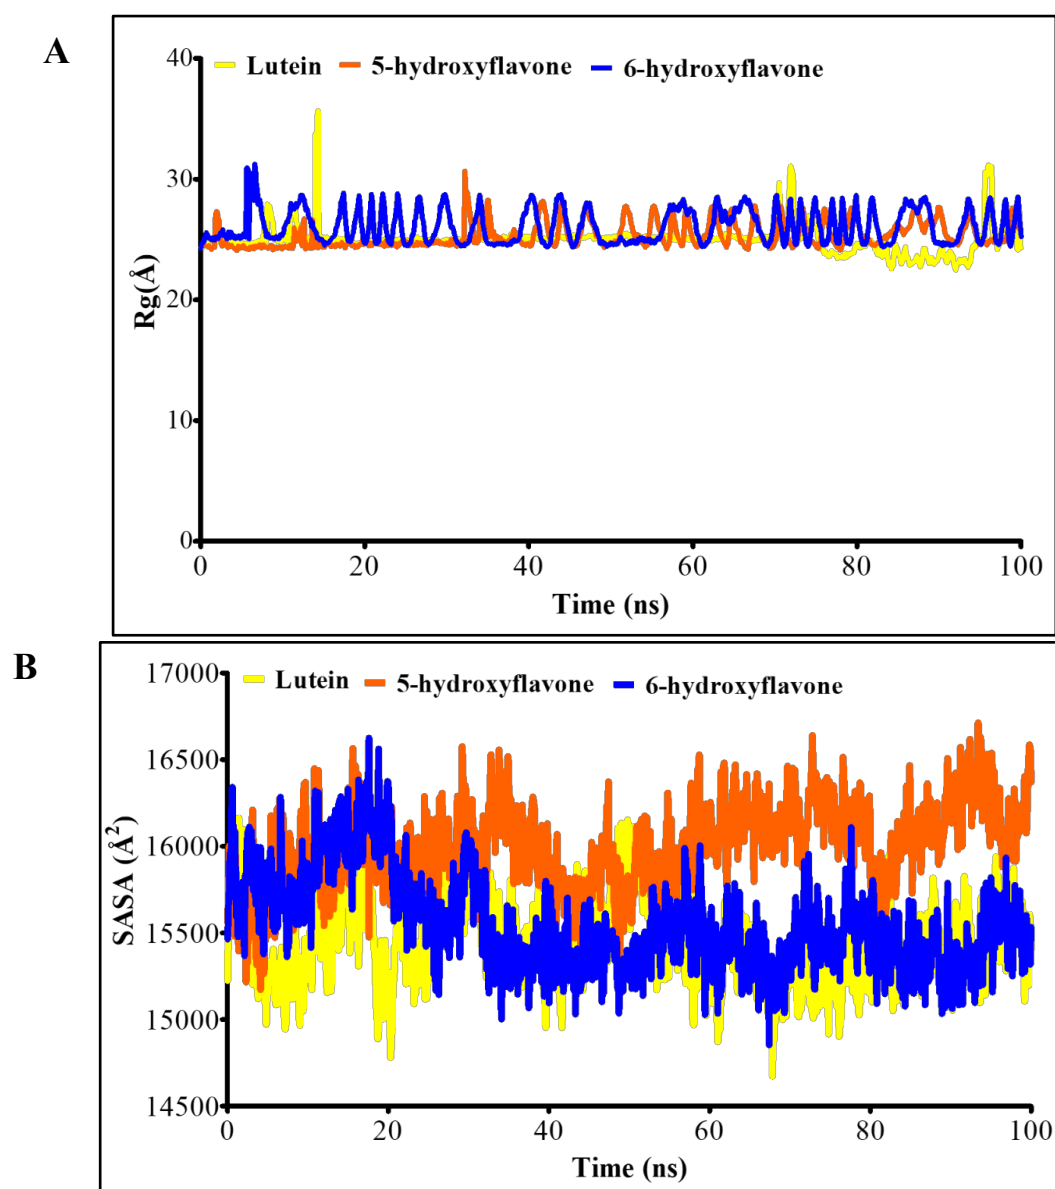 A
40
Lutein 5-hydroxyflavone 6-hydroxyflavone
30
20
10
0
Rg(Å)
0 20 40 60 80 100
Time (ns)
B
17000
Lutein 5-hydroxyflavone 6-hydroxyflavone
16500
16000
15500
15000
14500
SASA (Å²)
0 20 40 60 80 100
Time (ns)